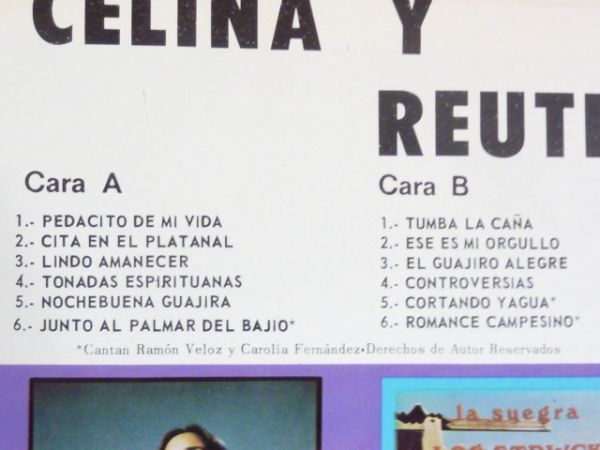 CELINA Y
REUTI
Cara A
1.- PEDACITO DE MI VIDA
2.- CITA EN EL PLATANAL
3.- LINDO AMANECER
4.- TONADAS ESPIRITUANAS
5.- NOCHEBUENA GUAJIRA
6.- JUNTO AL PALMAR DEL BAJIO*
Cara B
1.- TUMBA LA CAÑA
2.- ESE ES MI ORGULLO
3.- EL GUAJIRO ALEGRE
4.- CONTROVERSIAS
5.- CORTANDO YAGUA*
6.- ROMANCE CAMPESINO*
*Cantan Ramón Veloz y Carolia Fernández•Derechos de Autor Reservados
la suegra
LOS